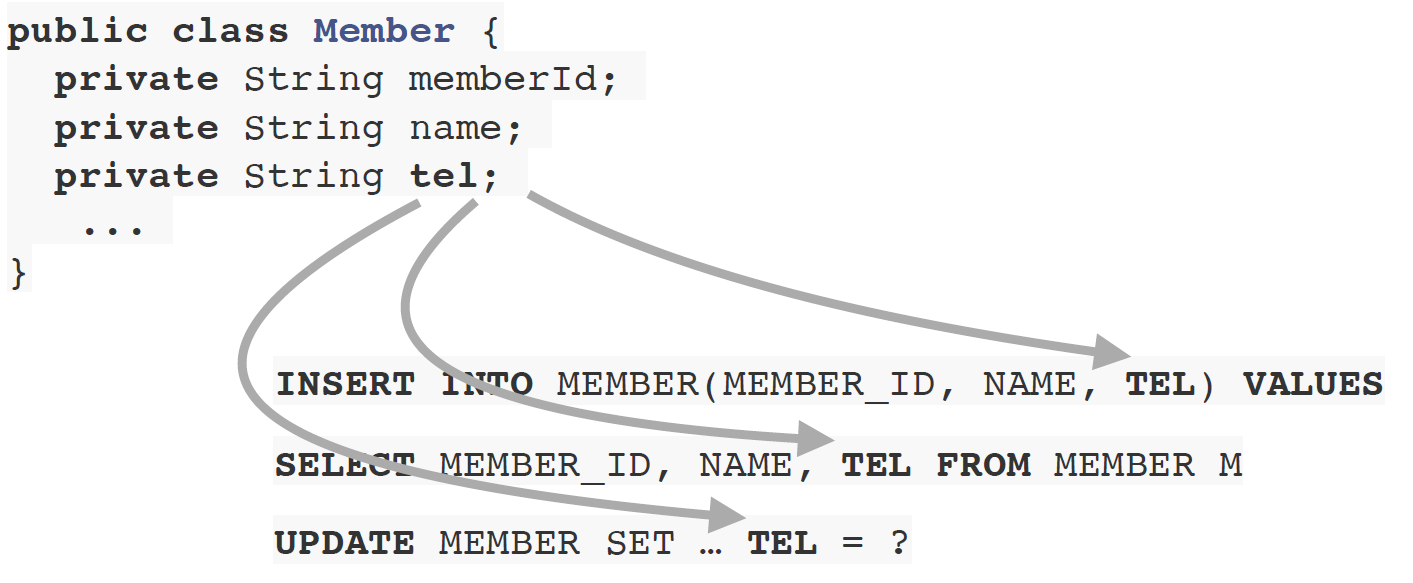 public class Member {
private String memberId;
private String name;
private String tel;
...
}
INSERT INTO MEMBER(MEMBER_ID, NAME, TEL) VALUES
SELECT MEMBER_ID, NAME, TEL FROM MEMBER M
UPDATE MEMBER SET … TEL = ?